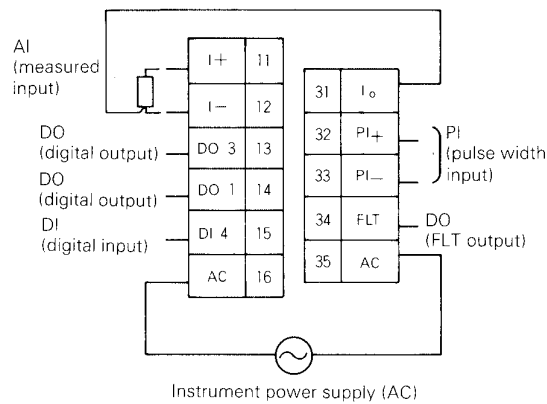 AI
(measured
input)
DO
(digital output)
DO
(digital output)
DI
(digital input)
I+ 11
I− 12
DO 3 13
DO 1 14
DI 4 15
AC 16
31 Io
32 PI+
33 PI−
34 FLT
35 AC
PI
(pulse width
input)
DO
(FLT output)
Instrument power supply (AC)